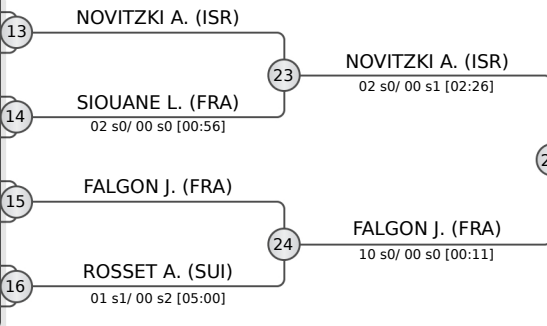 NOVITZKI A. (ISR)
13
23
NOVITZKI A. (ISR)
02 s0/ 00 s1 [02:26]
SIOUANE L. (FRA)
14
02 s0/ 00 s0 [00:56]
FALGON J. (FRA)
15
24
FALGON J. (FRA)
10 s0/ 00 s0 [00:11]
ROSSET A. (SUI)
16
01 s1/ 00 s2 [05:00]